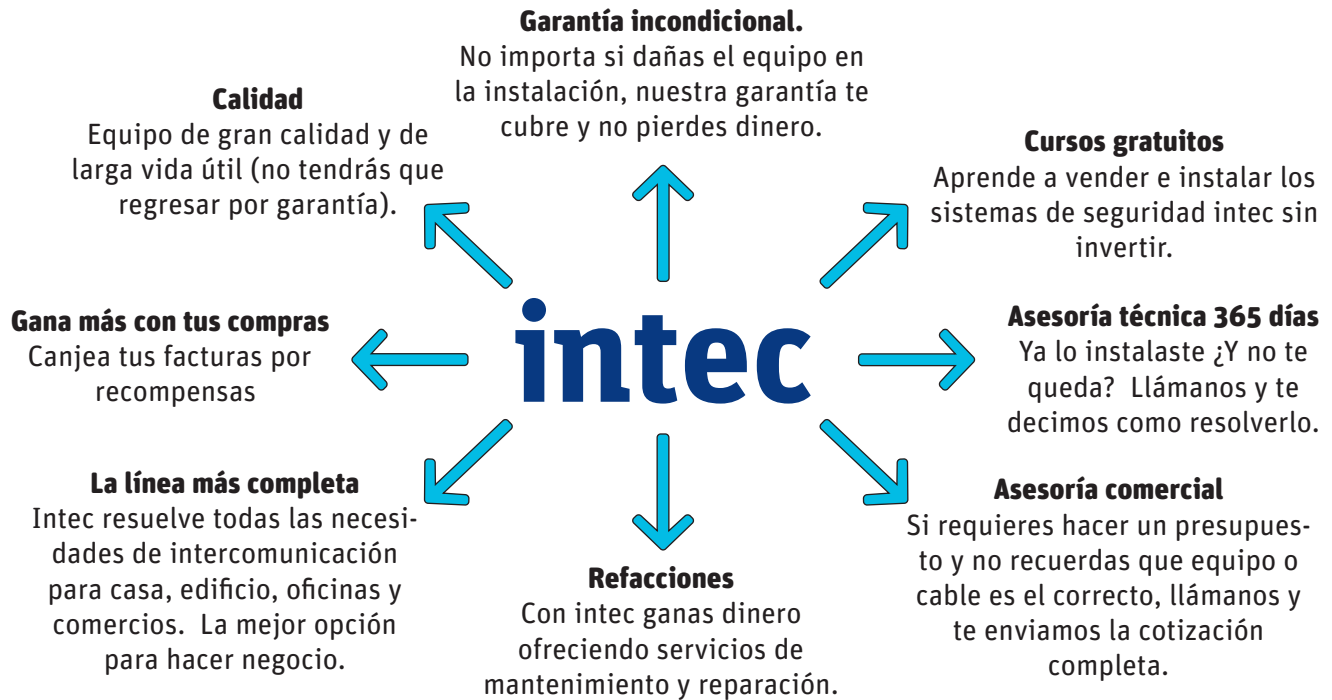 Garantía incondicional.
No importa si dañas el equipo en
la instalación, nuestra garantía te
cubre y no pierdes dinero.
Calidad
Equipo de gran calidad y de
larga vida útil (no tendrás que
regresar por garantía).
Cursos gratuitos
Aprende a vender e instalar los
sistemas de seguridad intec sin
invertir.
Gana más con tus compras
Canjea tus facturas por
recompensas
intec
Asesoría técnica 365 días
Ya lo instalaste ¿Y no te
queda?  Llámanos y te
decimos como resolverlo.
La línea más completa
Intec resuelve todas las necesi-
dades de intercomunicación
para casa, edificio, oficinas y
comercios.  La mejor opción
para hacer negocio.
Refacciones
Con intec ganas dinero
ofreciendo servicios de
mantenimiento y reparación.
Asesoría comercial
Si requieres hacer un presupues-
to y no recuerdas que equipo o
cable es el correcto, llámanos y
te enviamos la cotización
completa.